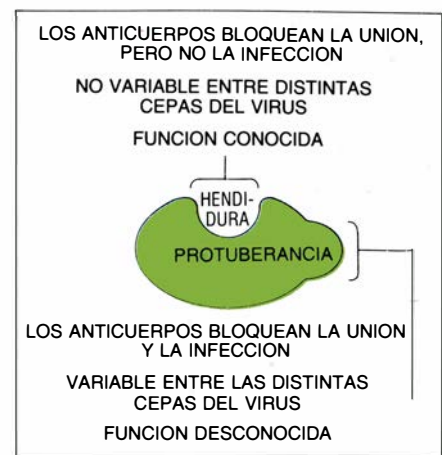 LOS ANTICUERPOS BLOQUEAN LA UNION,
PERO NO LA INFECCION
NO VARIABLE ENTRE DISTINTAS
CEPAS DEL VIRUS
FUNCION CONOCIDA
HENDI-
DURA
PROTUBERANCIA
LOS ANTICUERPOS BLOQUEAN LA UNION
Y LA INFECCION
VARIABLE ENTRE LAS DISTINTAS
CEPAS DEL VIRUS
FUNCION DESCONOCIDA